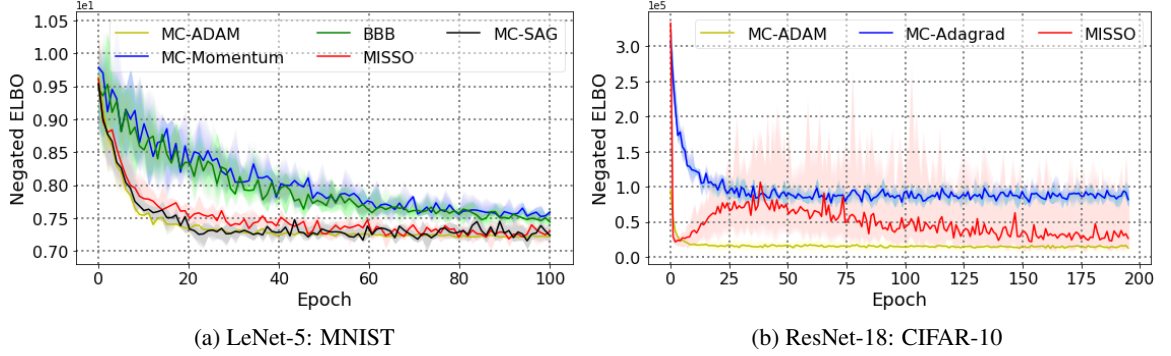 1e1
MC-ADAM BBB MC-SAG
MC-Momentum MISSO
Negated ELBO
1.05
1.00
0.95
0.90
0.85
0.80
0.75
0.70
0 20 40 60 80 100
Epoch
(a) LeNet-5: MNIST
1e5
MC-ADAM MC-Adagrad MISSO
Negated ELBO
3.0
2.5
2.0
1.5
1.0
0.5
0.0
0 25 50 75 100 125 150 175 200
Epoch
(b) ResNet-18: CIFAR-10